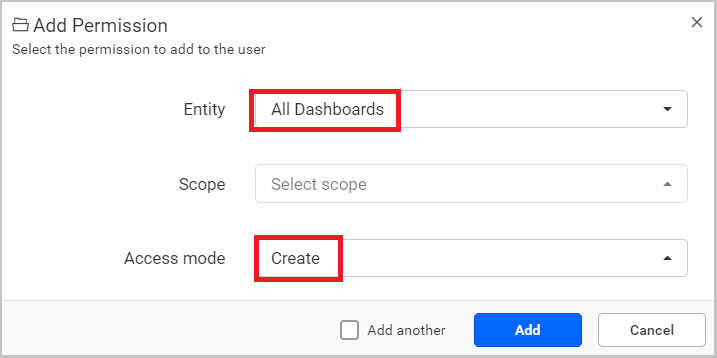 Add Permission
Select the permission to add to the user
Entity All Dashboards
Scope Select scope
Access mode Create
Add another Add Cancel